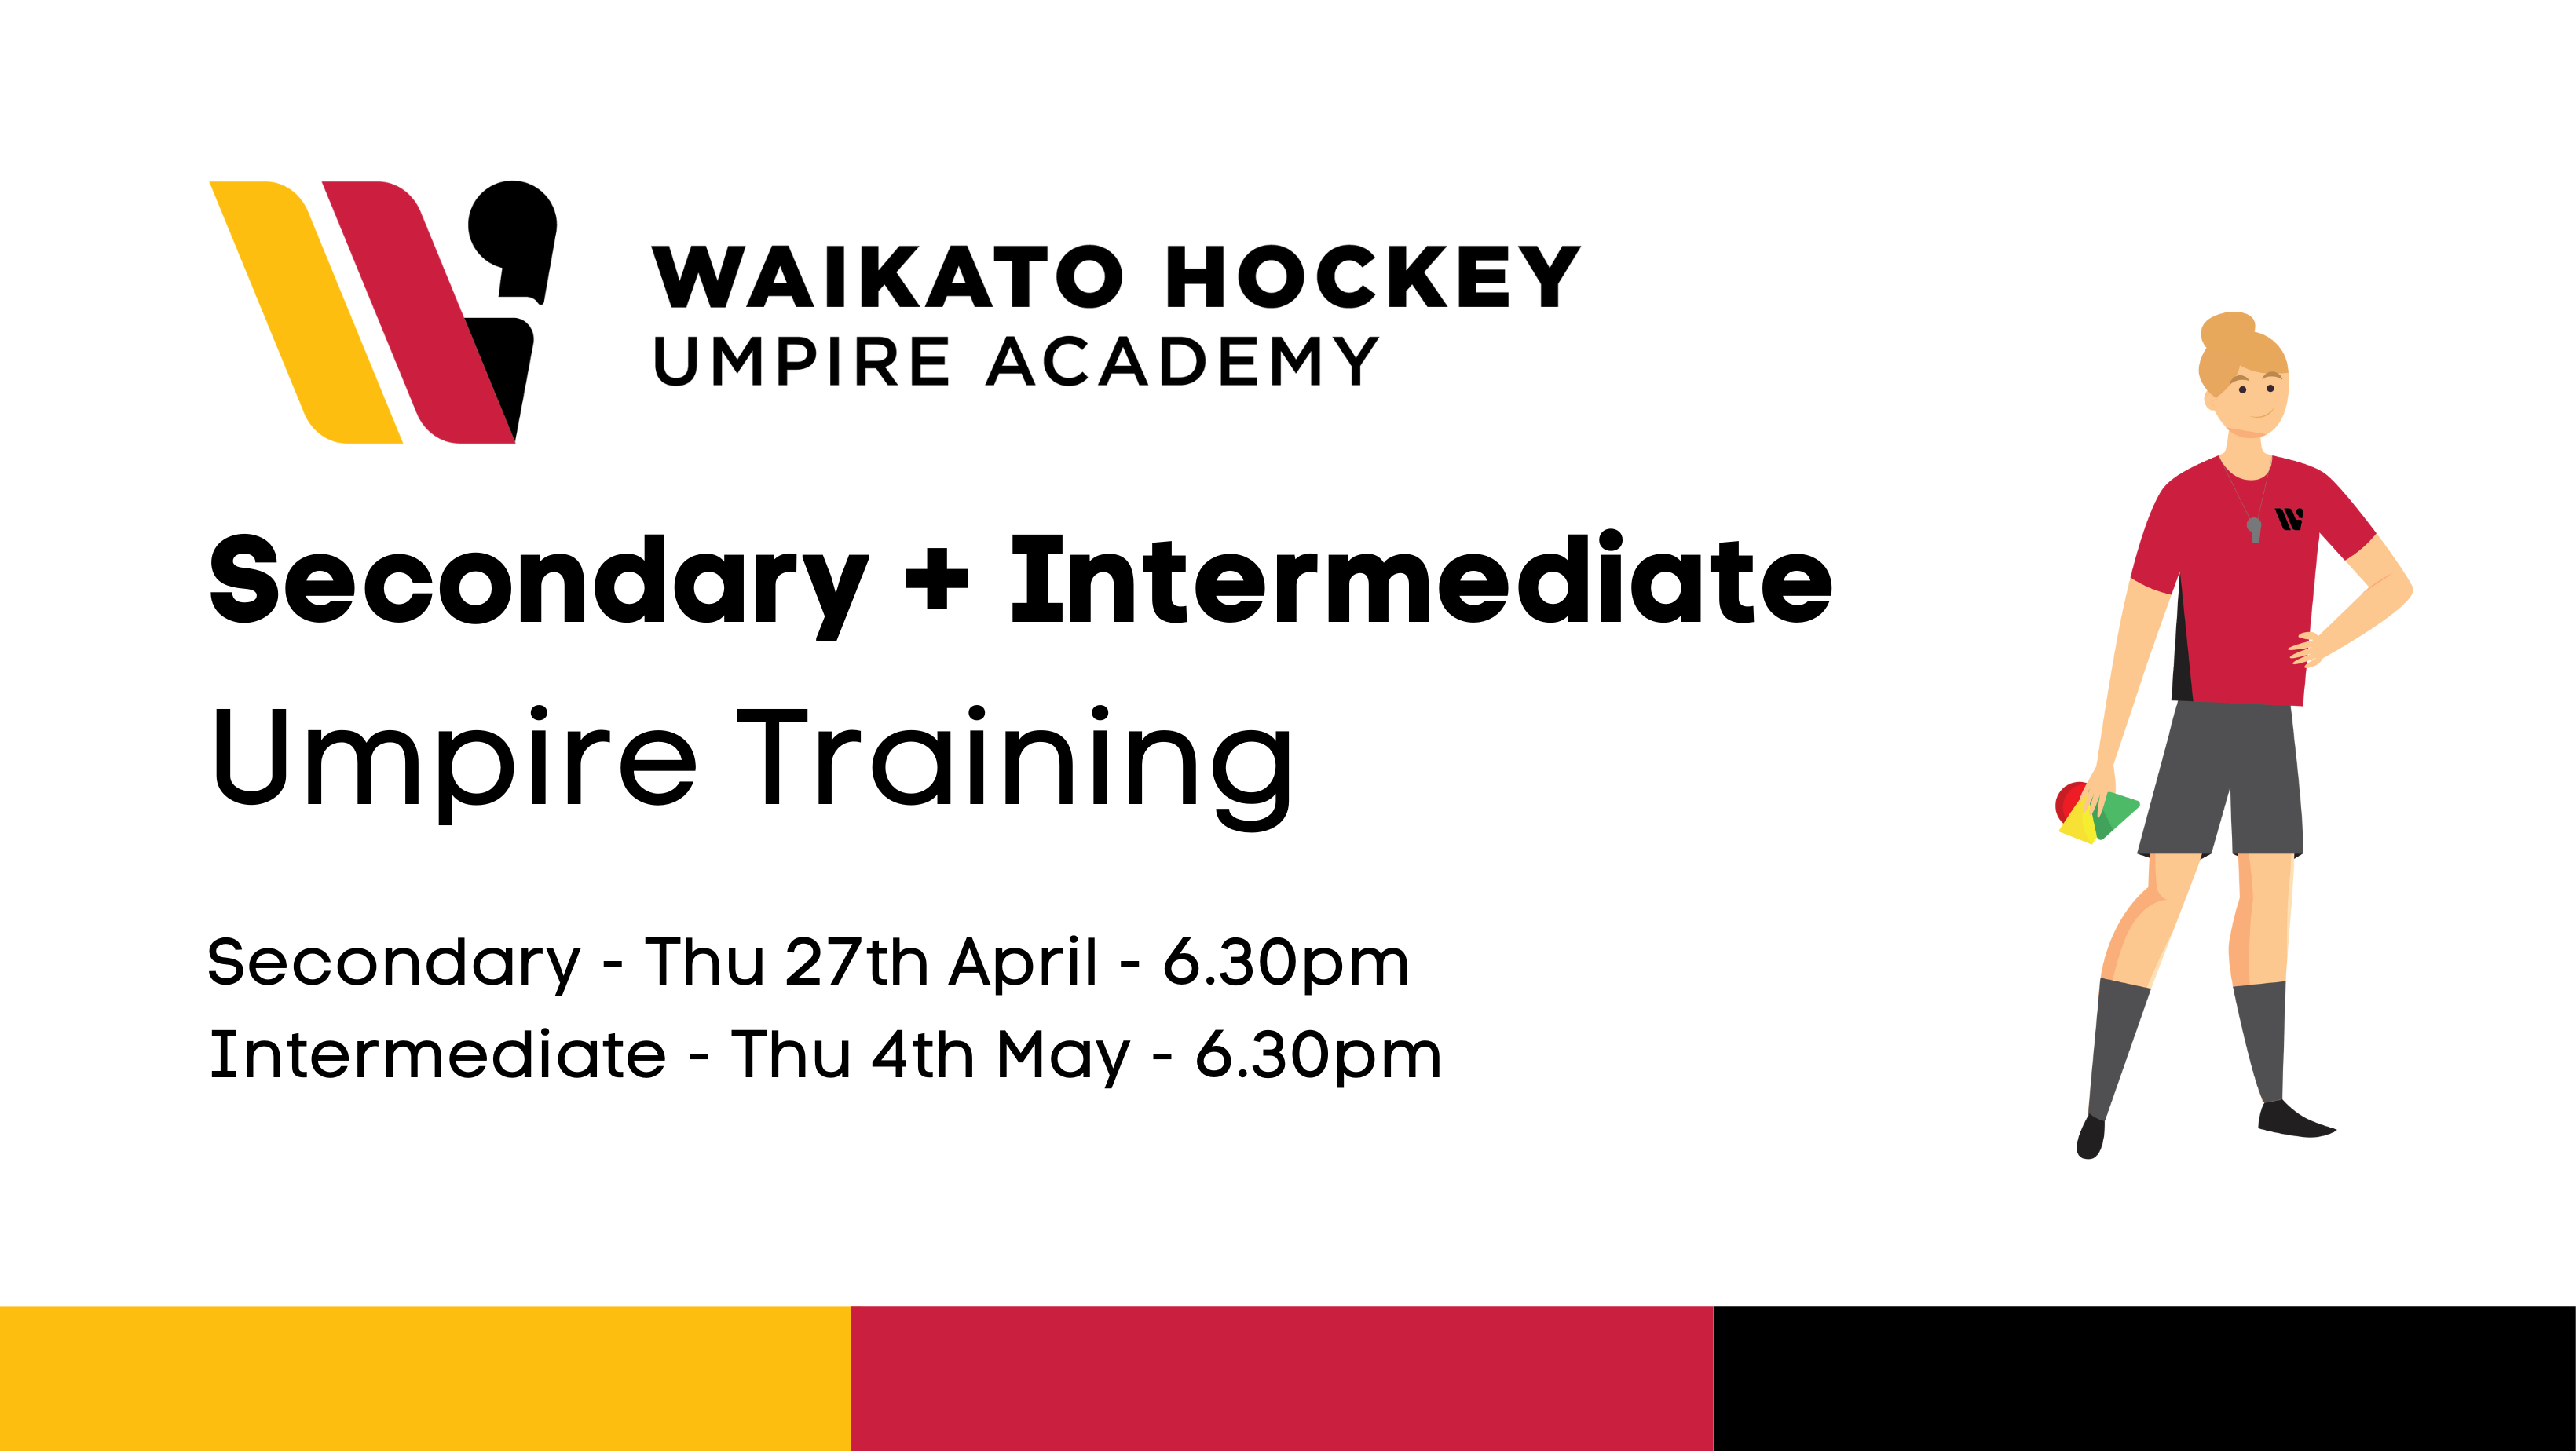 WAIKATO HOCKEY
UMPIRE ACADEMY
Secondary + Intermediate
Umpire Training
Secondary - Thu 27th April - 6.30pm
Intermediate - Thu 4th May - 6.30pm